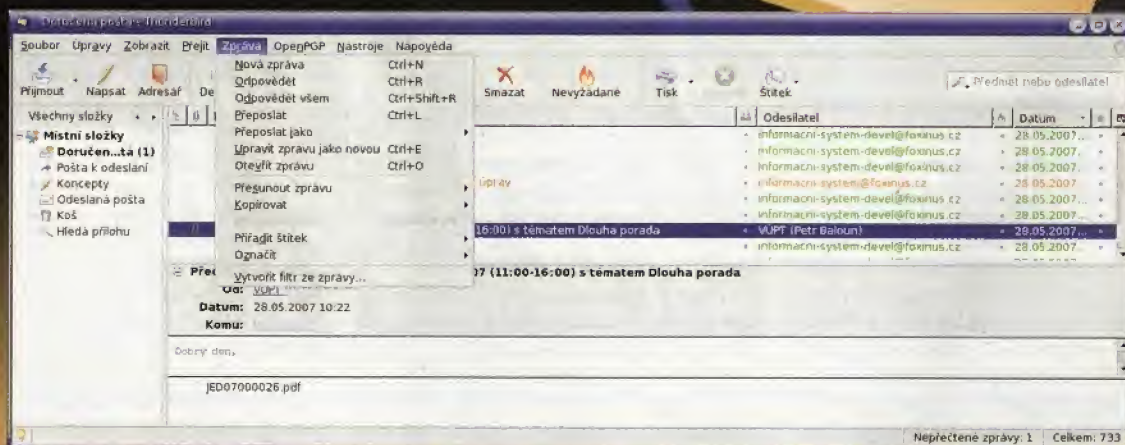 Doručená pošta - Thunderbird
Soubor Úpravy Zobrazit Přejít Zpráva OpenPGP Nástroje Nápověda
Přijmout Napsat Adresář De Smazat Nevyžádané Tisk Štítek Předmět nebo odesílatel
Nová zpráva Ctrl+N
Odpovědět Ctrl+R
Odpovědět všem Ctrl+Shift+R
Přeposlat Ctrl+L
Přeposlat jako
Upravit zprávu jako novou Ctrl+E
Otevřít zprávu Ctrl+O
Přesunout zprávu
Kopírovat
Přiřadit štítek
Označit
Vytvořit filtr ze zprávy...
Všechny složky
Místní složky
Doručen...ta (1)
Pošta k odeslání
Koncepty
Odeslaná pošta
Koš
Hledá přílohu
Odesílatel Datum
informacni-system-devel@foxinus.cz 28.05.2007...
informacni-system-devel@foxinus.cz 28.05.2007...
informacni-system-devel@foxinus.cz 28.05.2007...
úprav informacni-system@foxinus.cz 28.05.2007
informacni-system-devel@foxinus.cz 28.05.2007...
informacni-system-devel@foxinus.cz 28.05.2007...
16:00) s tématem Dlouha porada VÚPT (Petr Baloun) 28.05.2007...
informacni-system-devel@foxinus.cz 28.05.2007...
Před 07 (11:00-16:00) s tématem Dlouha porada
Od: VÚPT
Datum: 28.05.2007 10:22
Komu:
Dobrý den,
JED07000026.pdf
Nepřečtené zprávy: 1 Celkem: 733